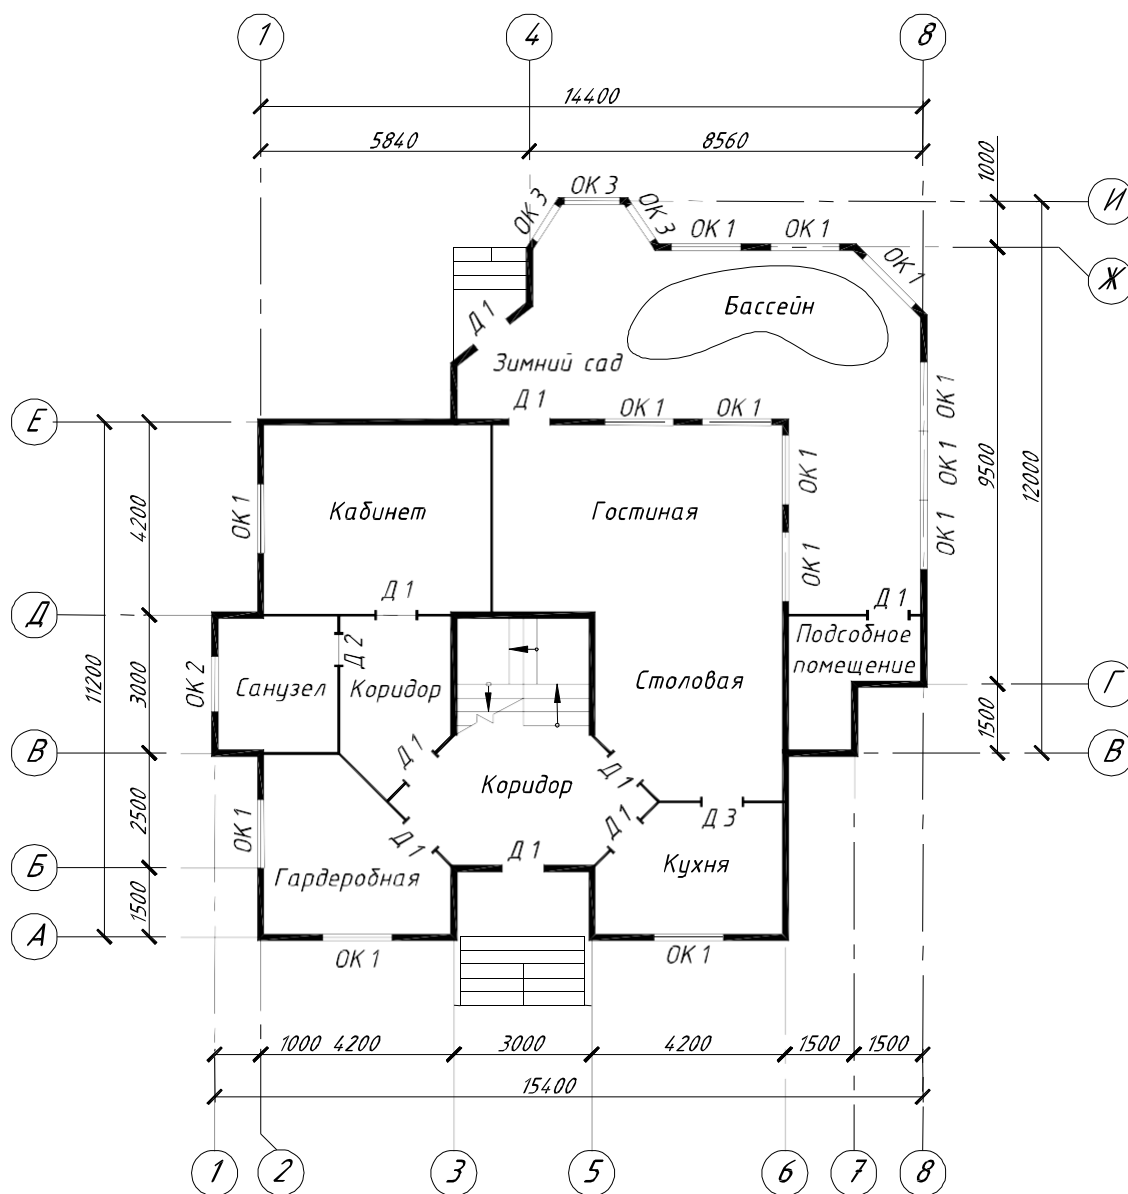 1
4
8
14400
5840
8560
1000
И
ОК 3
ОК 3
ОК 3
ОК 1
ОК 1
ОК 1
Ж
Бассейн
Д 1
Зимний сад
Д 1
ОК 1
ОК 1
ОК 1
Е
ОК 1
9500
12000
4200
ОК 1
Кабинет
Гостиная
ОК 1
ОК 1
ОК 1
Д 1
Д 1
Д
Подсобное
помещение
Д 2
11200
3000
ОК 2
Санузел
Коридор
Столовая
Г
1500
В
В
Д 1
Д 1
Коридор
2500
ОК 1
Д 1
Д 1
Д 3
Д 1
Кухня
Б
Гардеробная
1500
А
ОК 1
ОК 1
1000
4200
3000
4200
1500
1500
15400
1
2
3
5
6
7
8